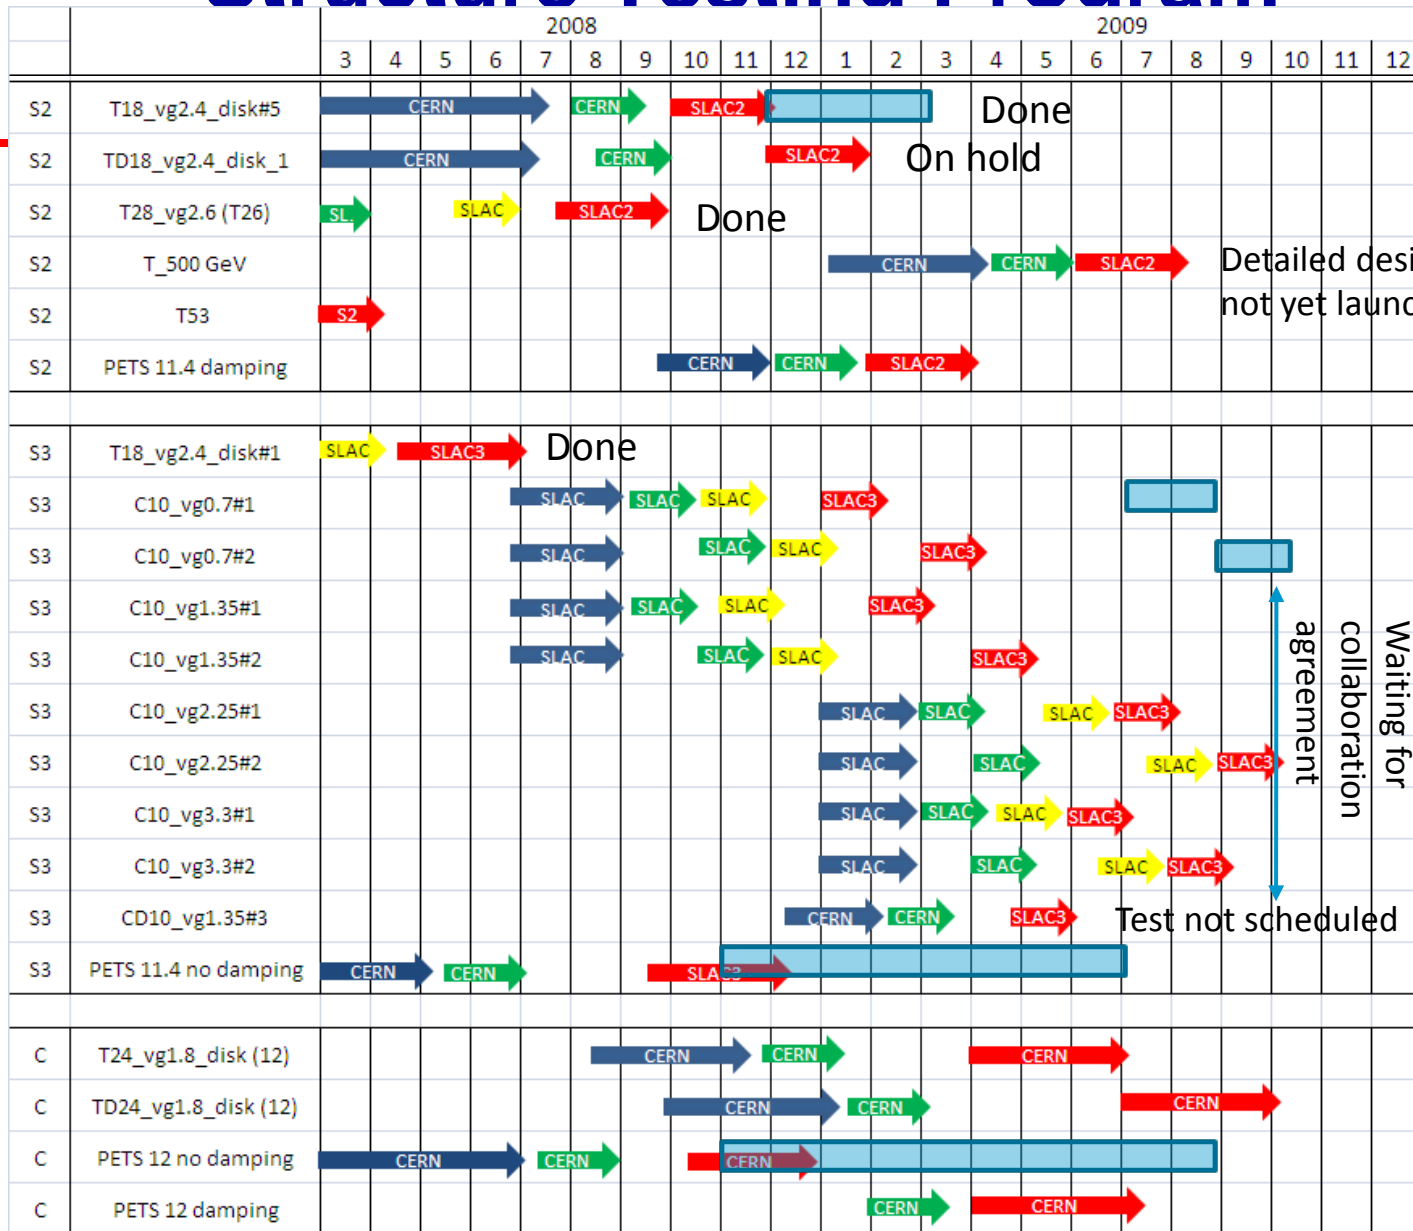 Structure Testing Program
2008 2009
3 4 5 6 7 8 9 10 11 12 1 2 3 4 5 6 7 8 9 10 11 12
S2 T18_vg2.4_disk#5 CERN CERN SLAC2 Done
S2 TD18_vg2.4_disk_1 CERN CERN SLAC2 On hold
S2 T28_vg2.6 (T26) SL. SLAC SLAC2 Done
S2 T_500 GeV CERN CERN SLAC2 Detailed desi
not yet launc
S2 T53 S2
S2 PETS 11.4 damping CERN CERN SLAC2
S3 T18_vg2.4_disk#1 SLAC SLAC3 Done
S3 C10_vg0.7#1 SLAC SLAC SLAC SLAC3
S3 C10_vg0.7#2 SLAC SLAC SLAC SLAC3
S3 C10_vg1.35#1 SLAC SLAC SLAC SLAC3
S3 C10_vg1.35#2 SLAC SLAC SLAC SLAC3
S3 C10_vg2.25#1 SLAC SLAC SLAC SLAC3
S3 C10_vg2.25#2 SLAC SLAC SLAC SLAC3
S3 C10_vg3.3#1 SLAC SLAC SLAC SLAC3
S3 C10_vg3.3#2 SLAC SLAC SLAC SLAC3
Waiting for
collaboration
agreement
S3 CD10_vg1.35#3 CERN CERN SLAC3 Test not scheduled
S3 PETS 11.4 no damping CERN CERN SLAC3
C T24_vg1.8_disk (12) CERN CERN CERN
C TD24_vg1.8_disk (12) CERN CERN CERN
C PETS 12 no damping CERN CERN CERN
C PETS 12 damping CERN CERN